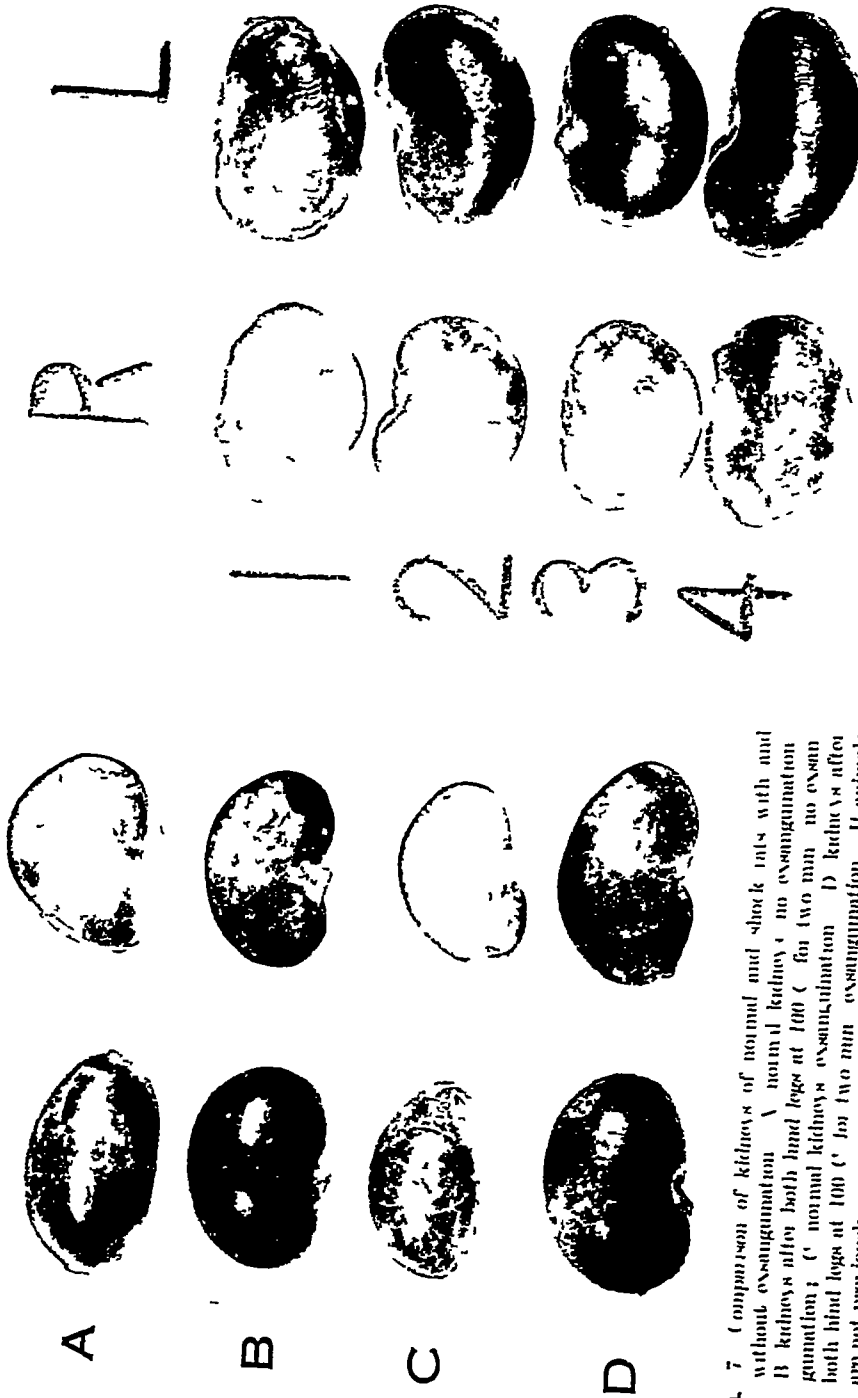 R L
1
2
3
4
A
B
C
D
7 Comparison of kidneys of normal and shock rats with and
without exsanguination A normal kidneys no exsanguination
B kidneys after both hind legs at 100 C for two min no exsan
guination; C normal kidneys exsanguination D kidneys after
both hind legs at 100 C for two min exsanguination